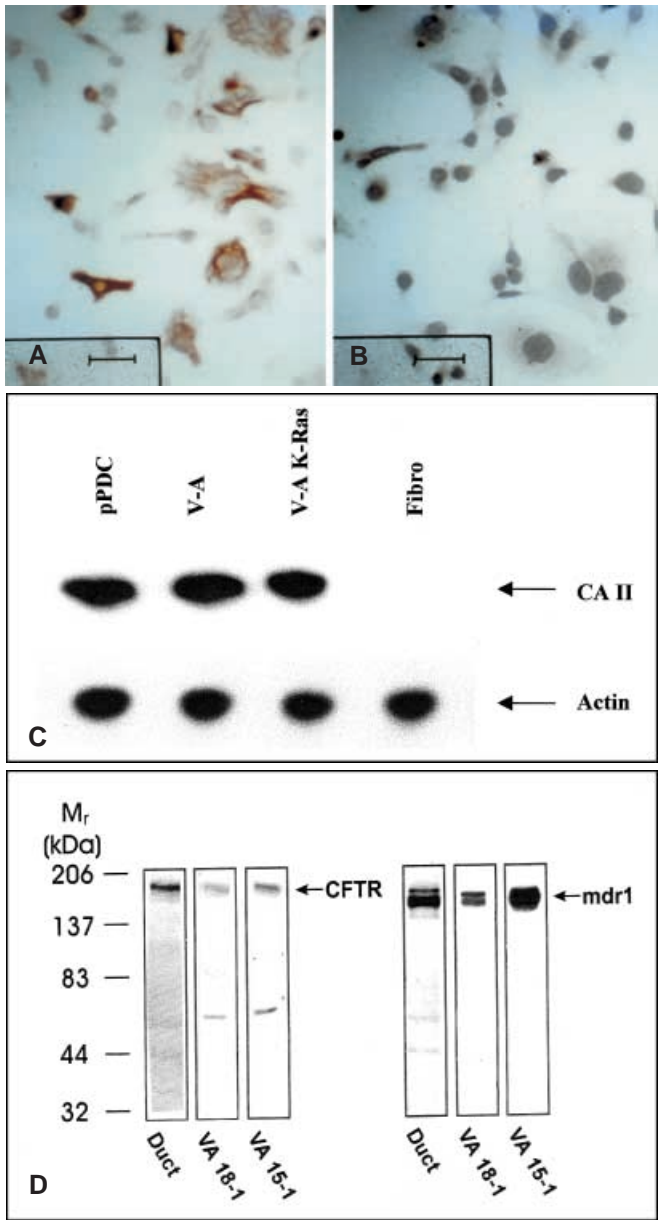 A
B
pPDC
V-A
V-A K-Ras
Fibro
CA II
Actin
C
Mr
(kDa)
206
137
83
44
32
CFTR
mdr1
Duct
VA 18-1
VA 15-1
Duct
VA 18-1
VA 15-1
D